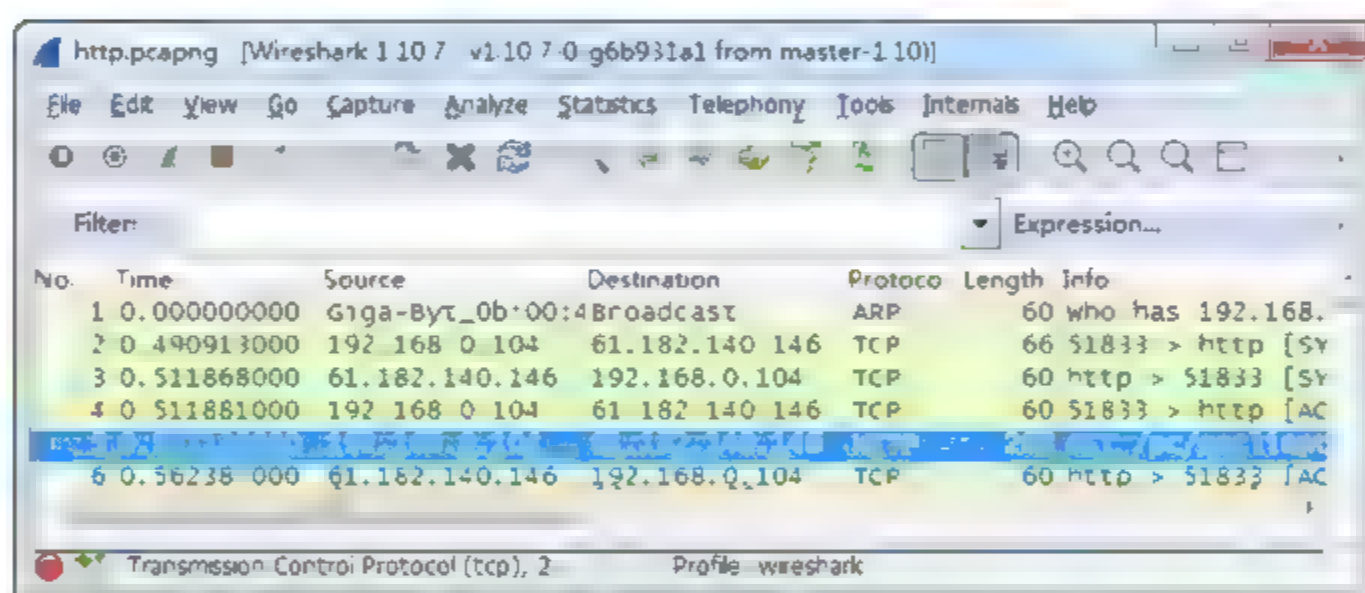 http.pcapng [Wireshark 1.10.7 (v1.10.7-0-g6b931a1 from master-1.10)]
File Edit View Go Capture Analyze Statistics Telephony Tools Internals Help
Filter: Expression...
No. Time Source Destination Protoco Length Info
1 0.000000000 Giga-Byt_0b:00:4 Broadcast ARP 60 who has 192.168.
2 0.490913000 192.168.0.104 61.182.140.146 TCP 66 51833 > http [SY
3 0.511868000 61.182.140.146 192.168.0.104 TCP 60 http > 51833 [SY
4 0.511881000 192.168.0.104 61.182.140.146 TCP 60 51833 > http [AC
6 61.182.140.146 192.168.0.104 TCP 60 http > 51833 [AC
Transmission Control Protocol (tcp), 2 Profile: wireshark